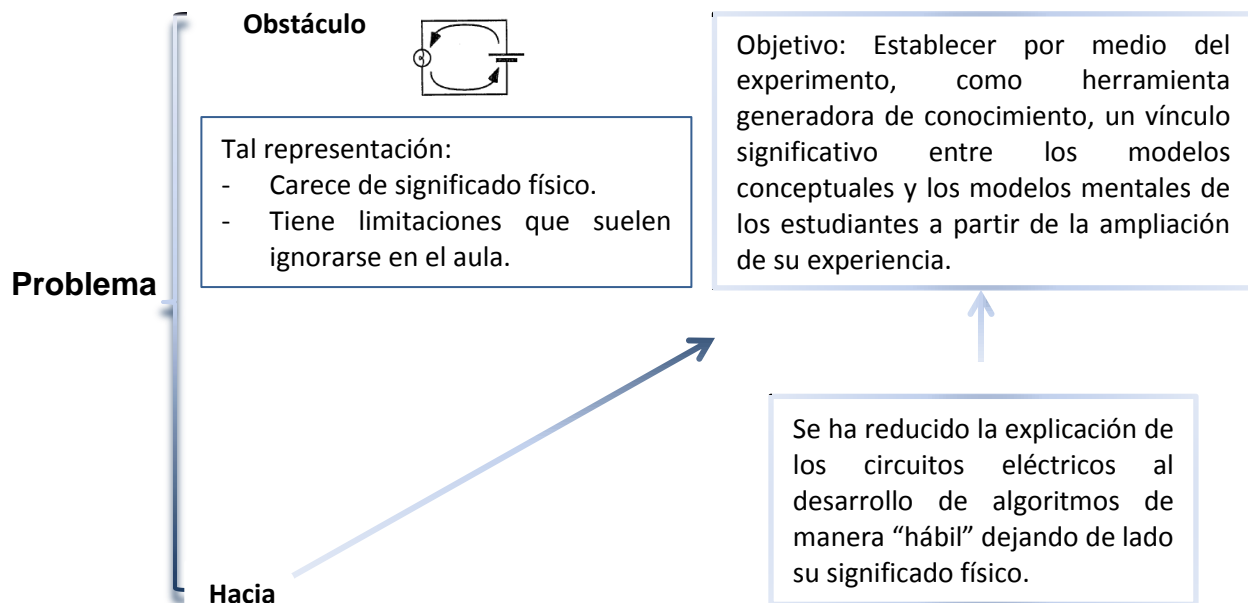 Obstáculo
Tal representación:
- Carece de significado físico.
- Tiene limitaciones que suelen
ignorarse en el aula.
Problema
Hacia
Objetivo: Establecer por medio del
experimento, como herramienta
generadora de conocimiento, un vínculo
significativo entre los modelos
conceptuales y los modelos mentales de
los estudiantes a partir de la ampliación
de su experiencia.
Se ha reducido la explicación de
los circuitos eléctricos al
desarrollo de algoritmos de
manera “hábil” dejando de lado
su significado físico.